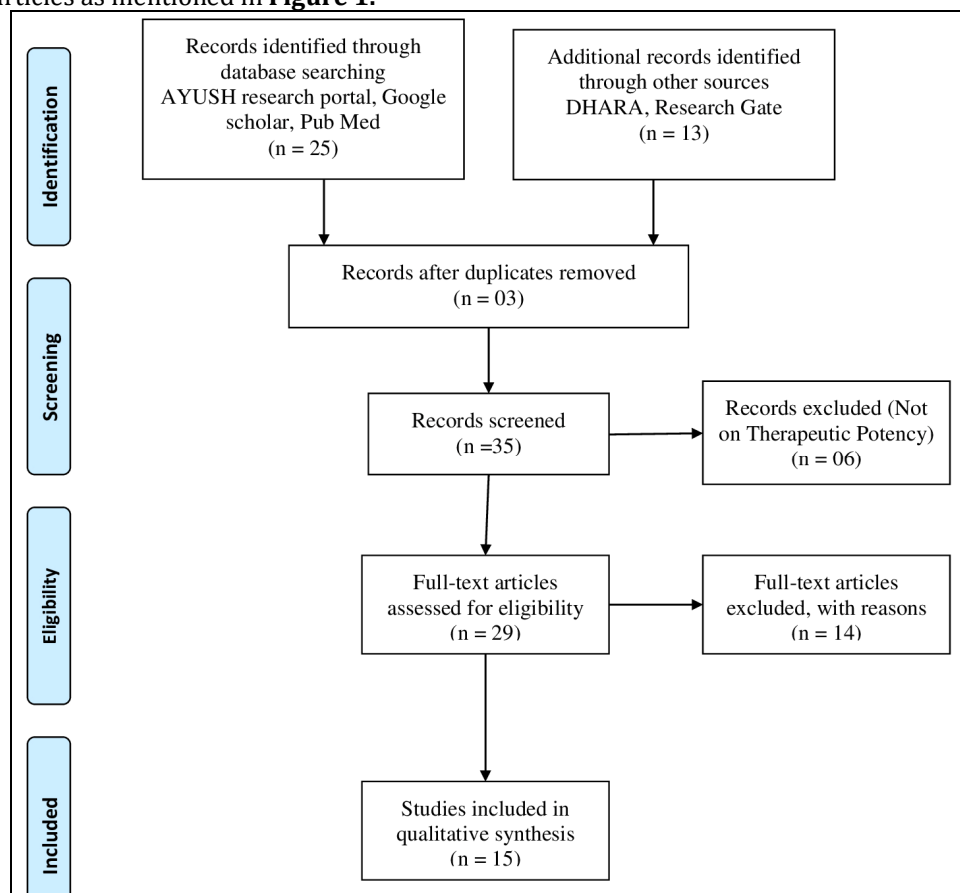 articles as mentioned in Figure 1.
Identification
Records identified through
database searching
AYUSH research portal, Google
scholar, Pub Med
(n = 25)
Additional records identified
through other sources
DHARA, Research Gate
(n = 13)
Records after duplicates removed
(n = 03)
Screening
Records screened
(n =35)
Records excluded (Not
on Therapeutic Potency)
(n = 06)
Eligibility
Full-text articles
assessed for eligibility
(n = 29)
Full-text articles
excluded, with reasons
(n = 14)
Included
Studies included in
qualitative synthesis
(n = 15)